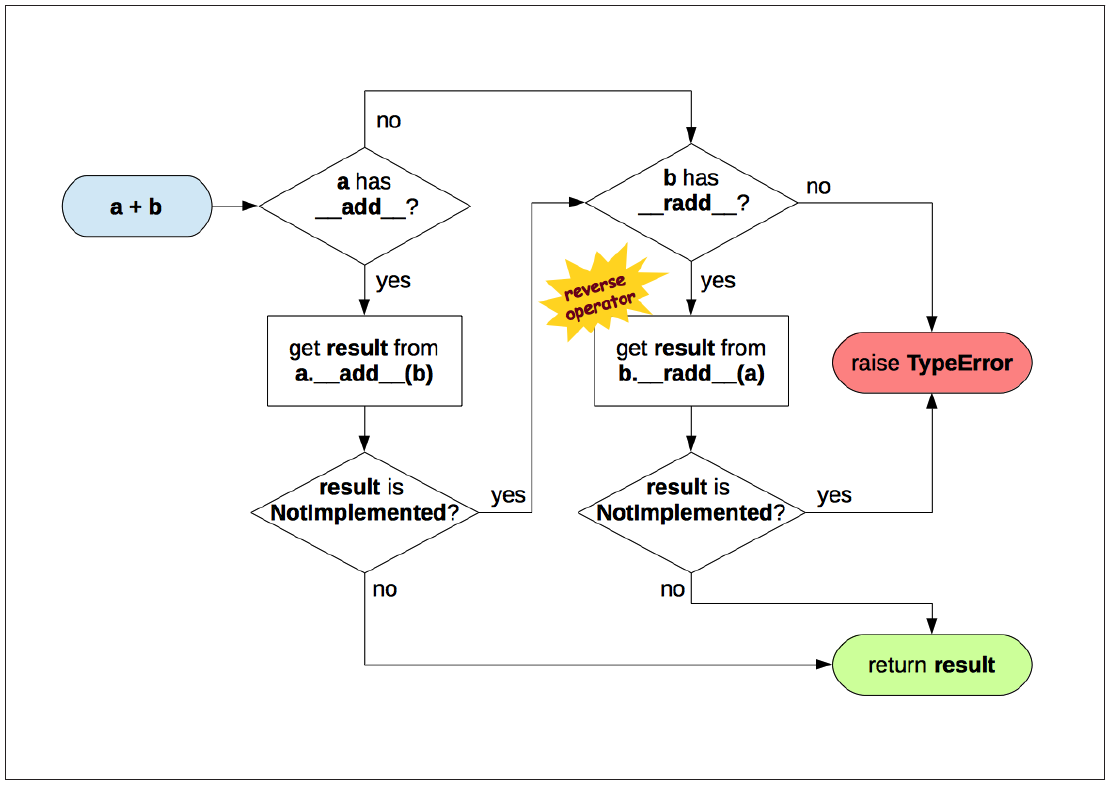 no
a + b
a has
__add__?
b has
__radd__?
no
yes
yes
reverse
operator
get result from
a.__add__(b)
get result from
b.__radd__(a)
raise TypeError
result is
NotImplemented?
yes
result is
NotImplemented?
yes
no
no
return result